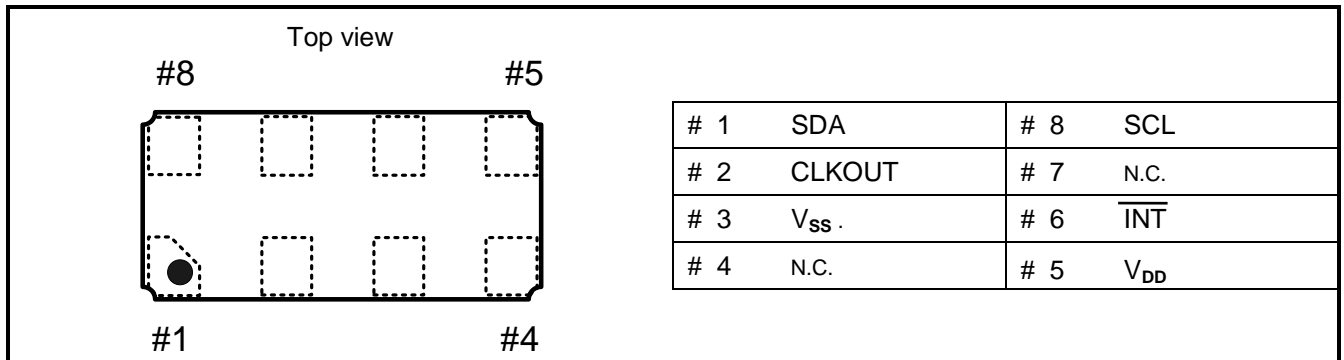 Top view
#8 #5
#1 #4
# 1 SDA # 8 SCL
# 2 CLKOUT # 7 N.C.
# 3 VSS . # 6 INT
# 4 N.C. # 5 VDD